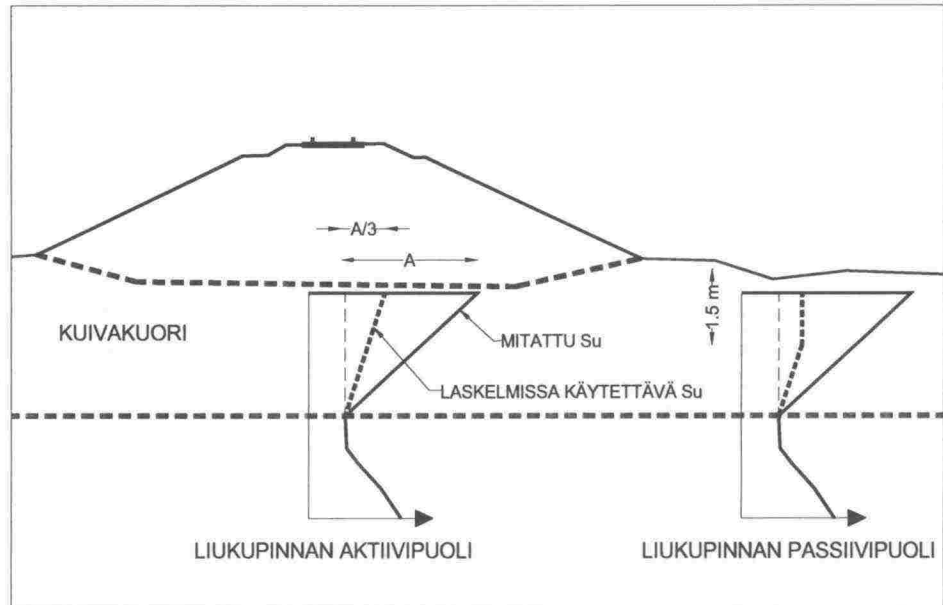 A/3
A
1.5 m
KUIVAKUORI
MITATTU Su
LASKELMISSA KÄYTETTÄVÄ Su
LIUKUPINNAN AKTIIVIPUOLI
LIUKUPINNAN PASSIIVIPUOLI